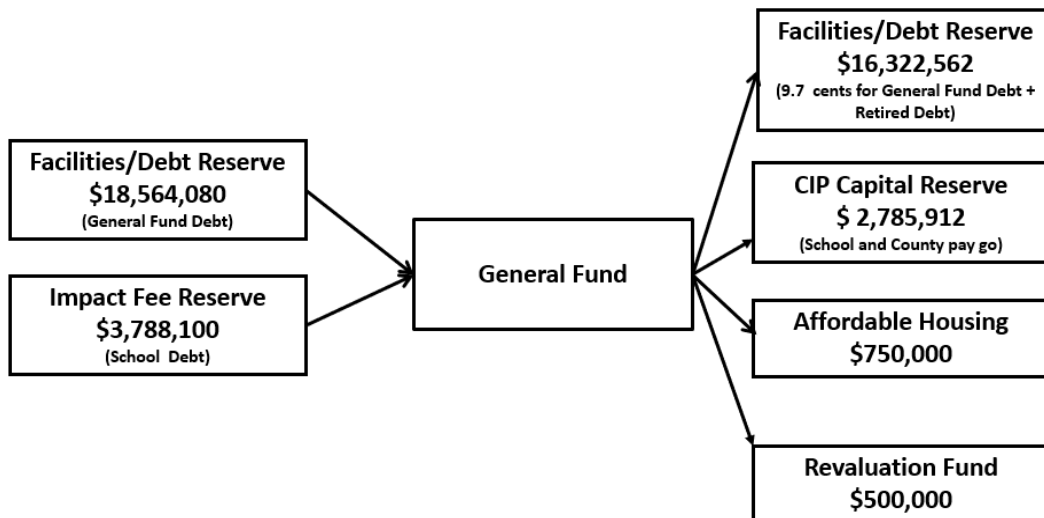 Facilities/Debt Reserve
$18,564,080
(General Fund Debt)
Impact Fee Reserve
$3,788,100
(School Debt)
General Fund
Facilities/Debt Reserve
$16,322,562
(9.7 cents for General Fund Debt +
Retired Debt)
CIP Capital Reserve
$ 2,785,912
(School and County pay go)
Affordable Housing
$750,000
Revaluation Fund
$500,000